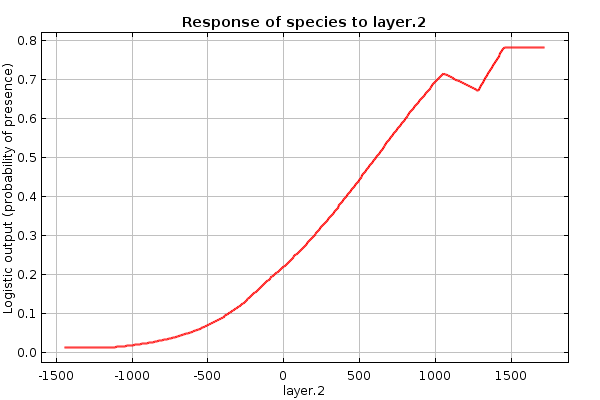 Response of species to layer.2
Logistic output (probability of presence)
0.8
0.7
0.6
0.5
0.4
0.3
0.2
0.1
0.0
-1500 -1000 -500 0 500 1000 1500
layer.2